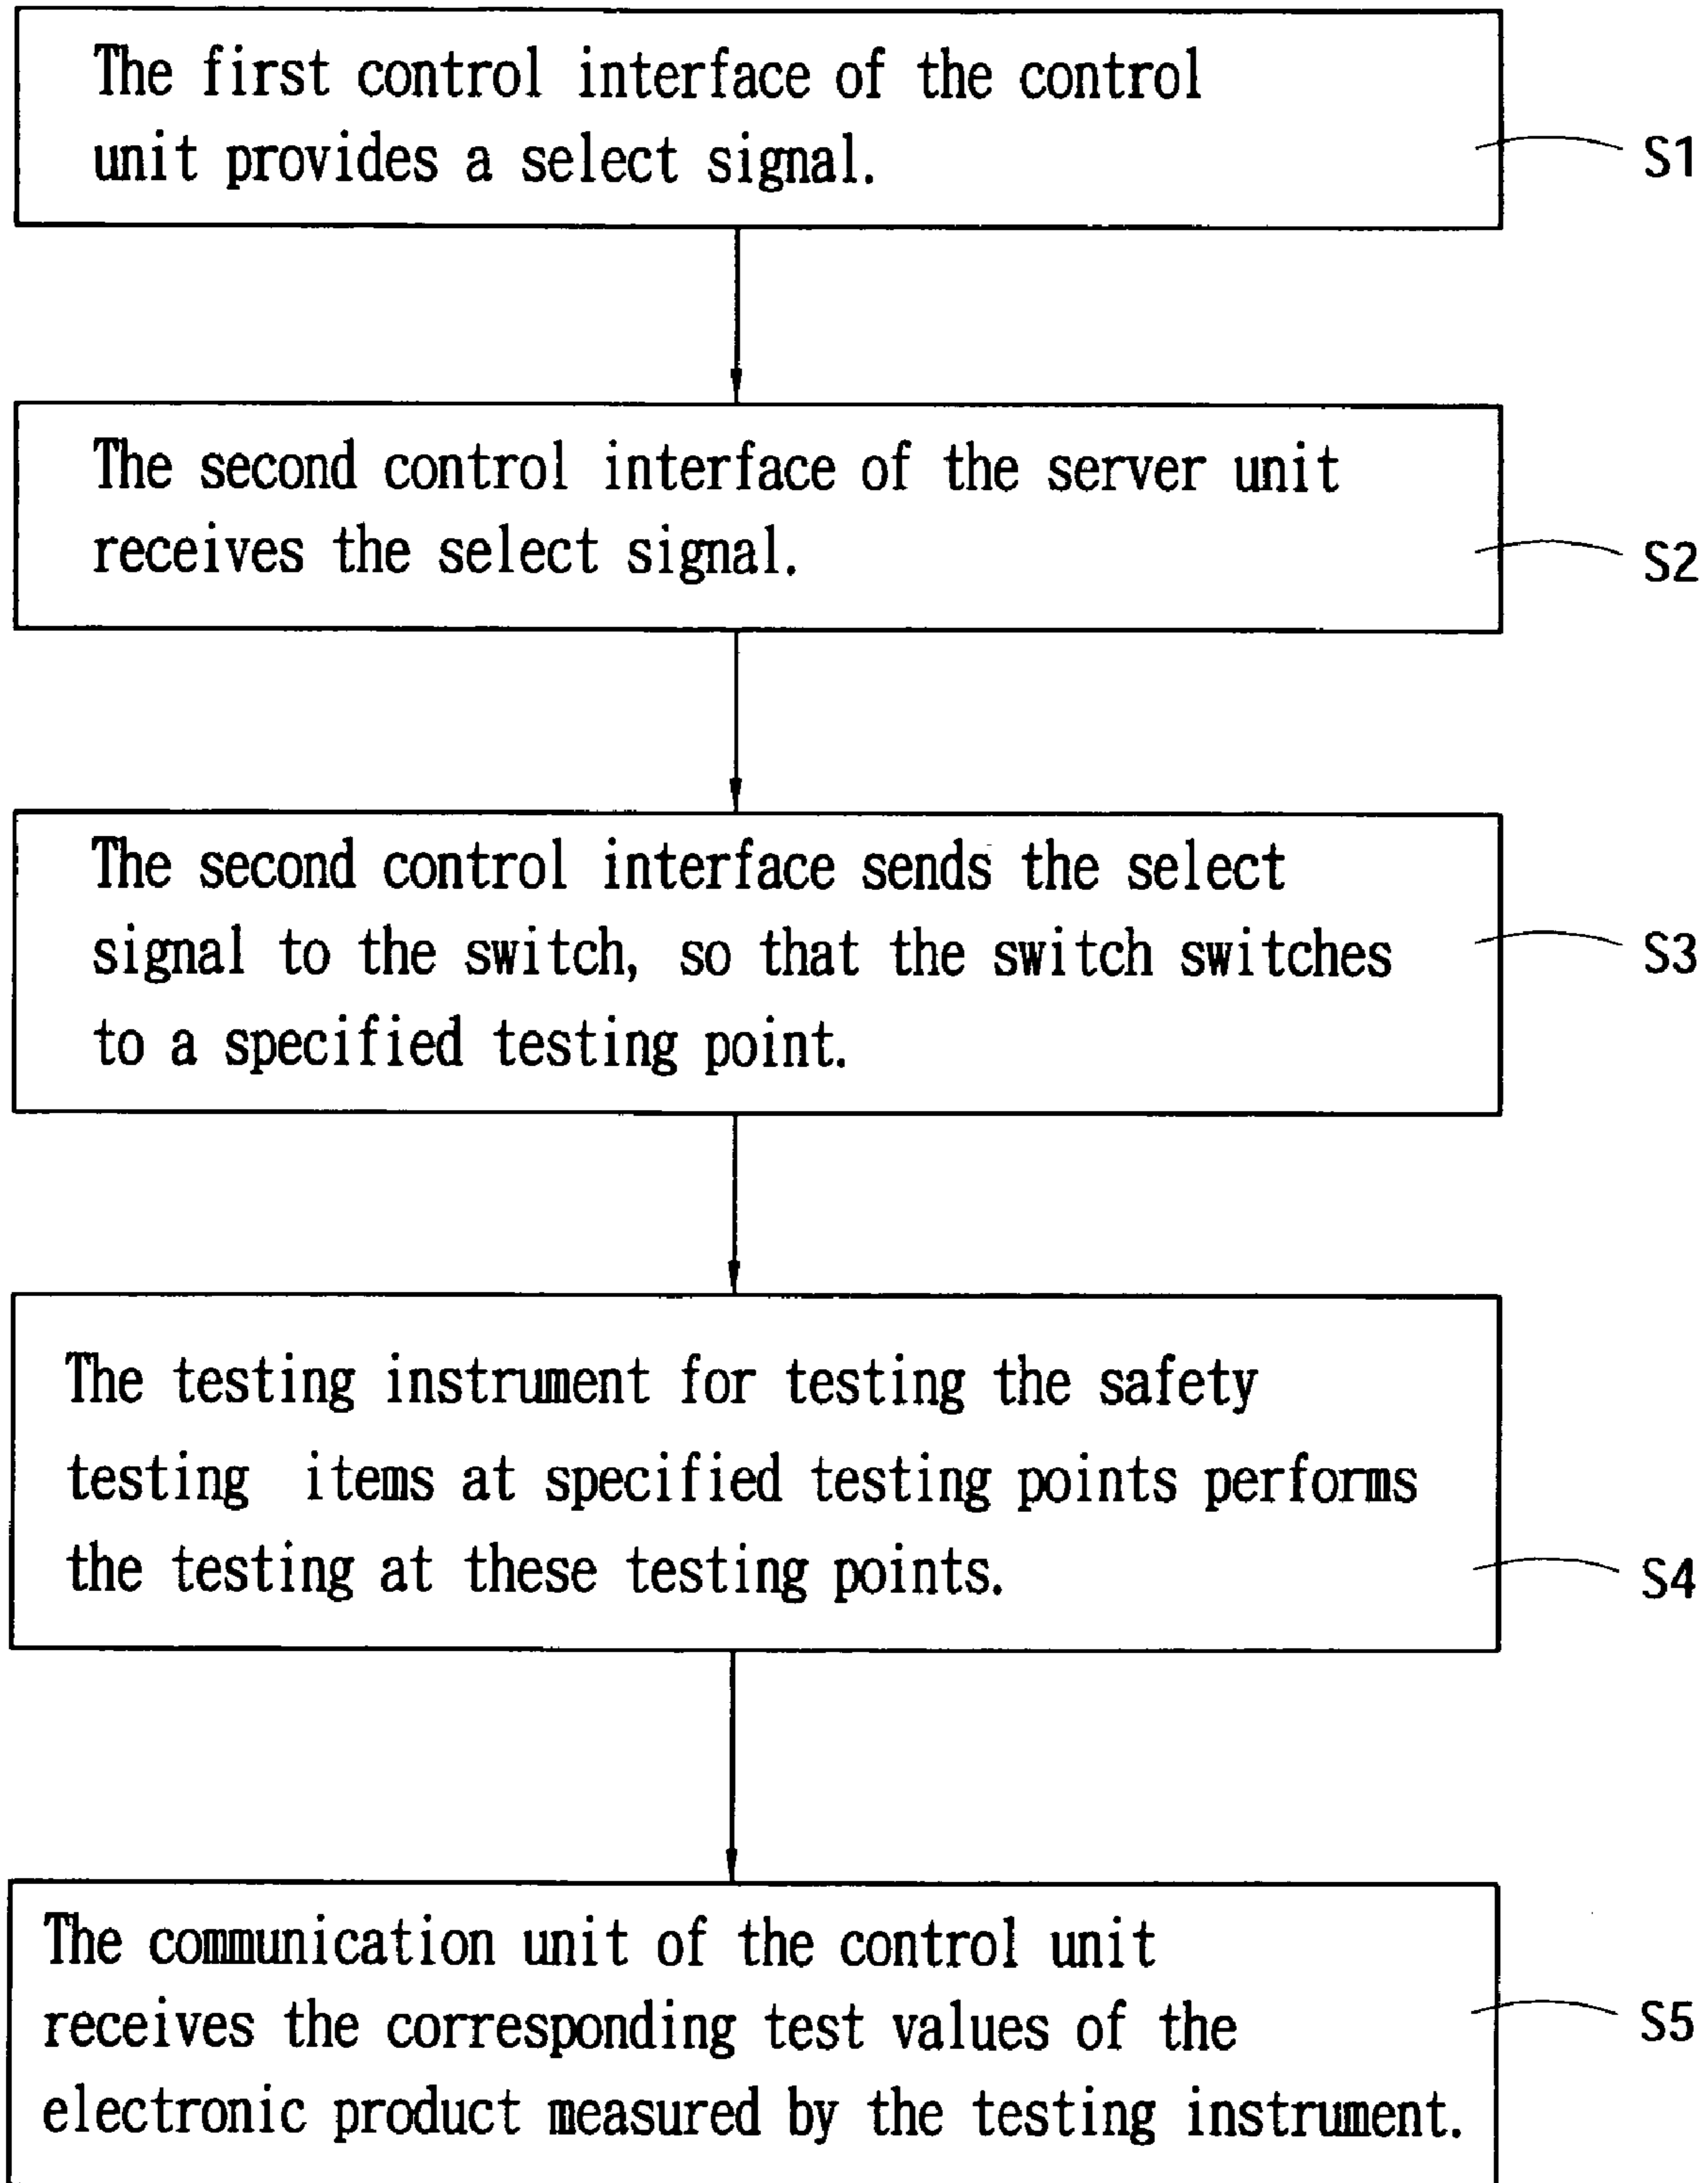 The first control interface of the control
unit provides a select signal.
S1
The second control interface of the server unit
receives the select signal.
S2
The second control interface sends the select
signal to the switch, so that the switch switches
to a specified testing point.
S3
The testing instrument for testing the safety
testing items at specified testing points performs
the testing at these testing points.
S4
The communication unit of the control unit
receives the corresponding test values of the
electronic product measured by the testing instrument.
S5